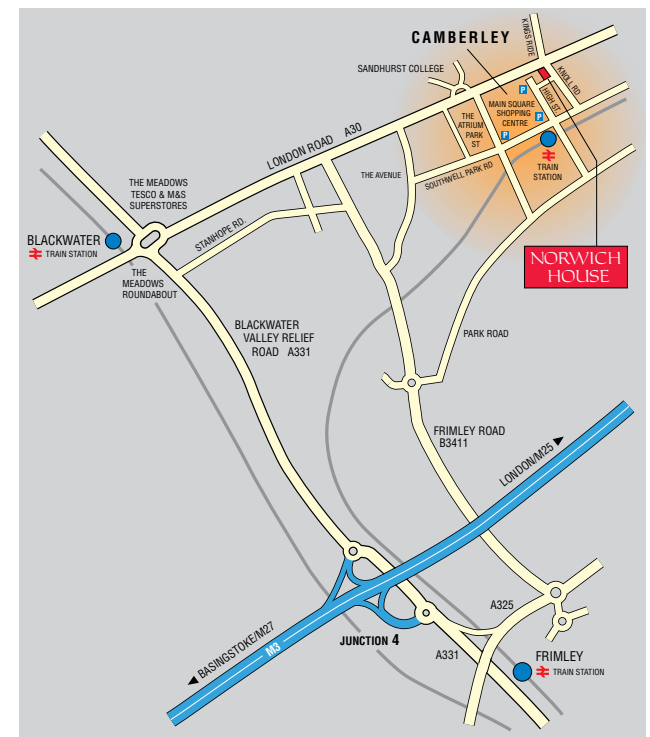 KINGS RIDE
CAMBERLEY
SANDHURST COLLEGE
KNOLL RD
P
HIGH ST
MAIN SQUARE
SHOPPING
CENTRE
P
P
THE
ATRIUM
PARK
ST
LONDON ROAD A30
TRAIN
STATION
THE AVENUE
SOUTHWELL PARK RD
THE MEADOWS
TESCO & M&S
SUPERSTORES
STANHOPE RD.
BLACKWATER
TRAIN STATION
NORWICH
HOUSE
THE
MEADOWS
ROUNDABOUT
BLACKWATER
VALLEY RELIEF
ROAD A331
PARK ROAD
FRIMLEY ROAD
B3411
LONDON/M25
A325
JUNCTION 4
M3
BASINGSTOKE/M27
A331
FRIMLEY
TRAIN STATION